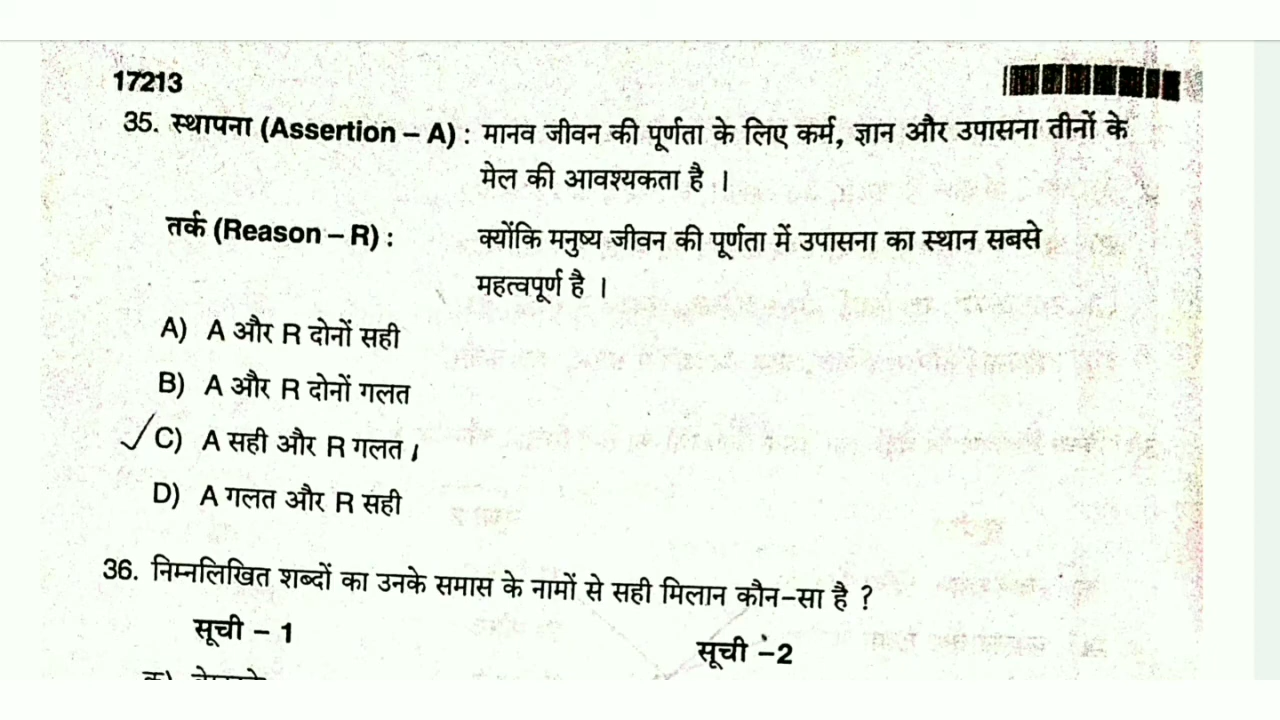 17213
35. स्थापना (Assertion – A) : मानव जीवन की पूर्णता के लिए कर्म, ज्ञान और उपासना तीनों के
मेल की आवश्यकता है ।
तर्क (Reason – R) : क्योंकि मनुष्य जीवन की पूर्णता में उपासना का स्थान सबसे
महत्वपूर्ण है ।
A) A और R दोनों सही
B) A और R दोनों गलत
C) A सही और R गलत
D) A गलत और R सही
36. निम्नलिखित शब्दों का उनके समास के नामों से सही मिलान कौन-सा है ?
सूची – 1
सूची -2